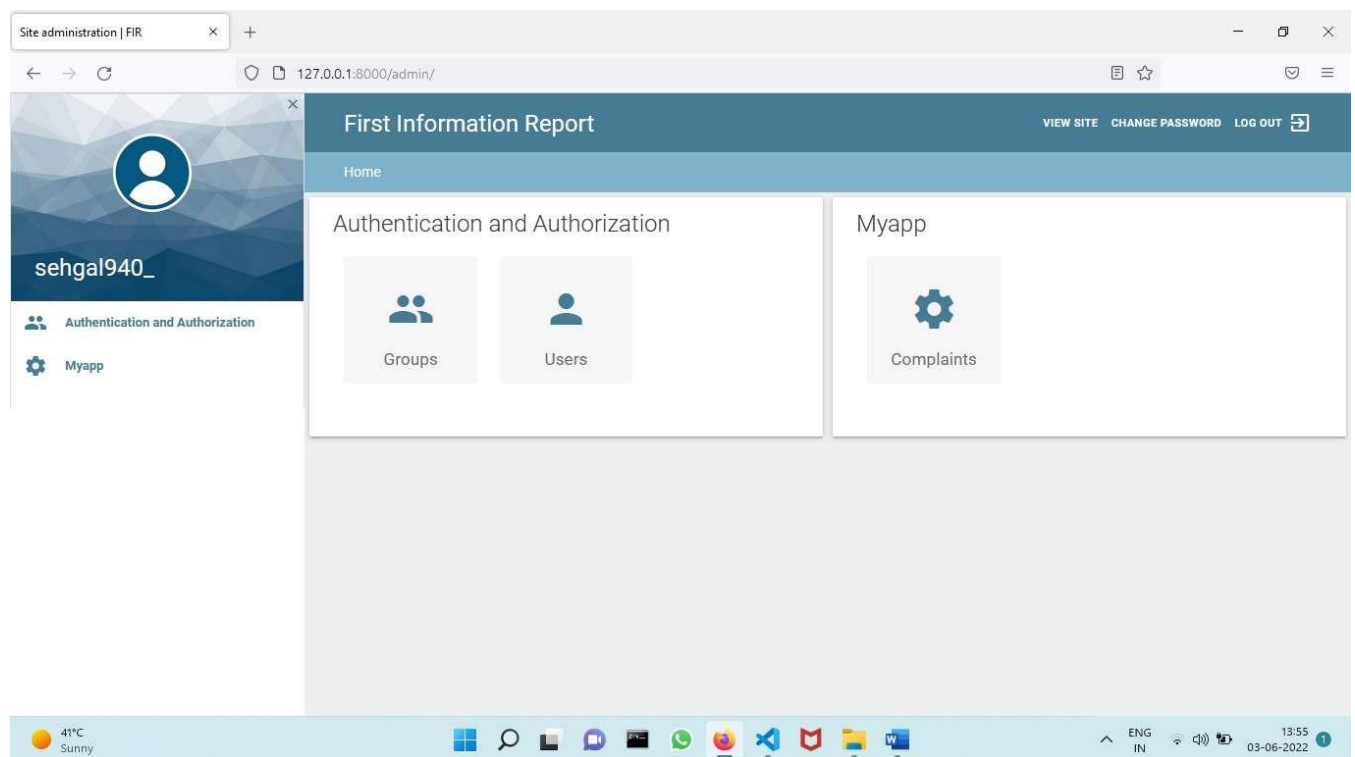 Site administration | FIR
127.0.0.1:8000/admin/
First Information Report
VIEW SITE CHANGE PASSWORD LOG OUT
Home
sehgal940_
Authentication and Authorization
Myapp
Authentication and Authorization
Groups
Users
Myapp
Complaints
41°C
Sunny
ENG
IN
13:55
03-06-2022
1